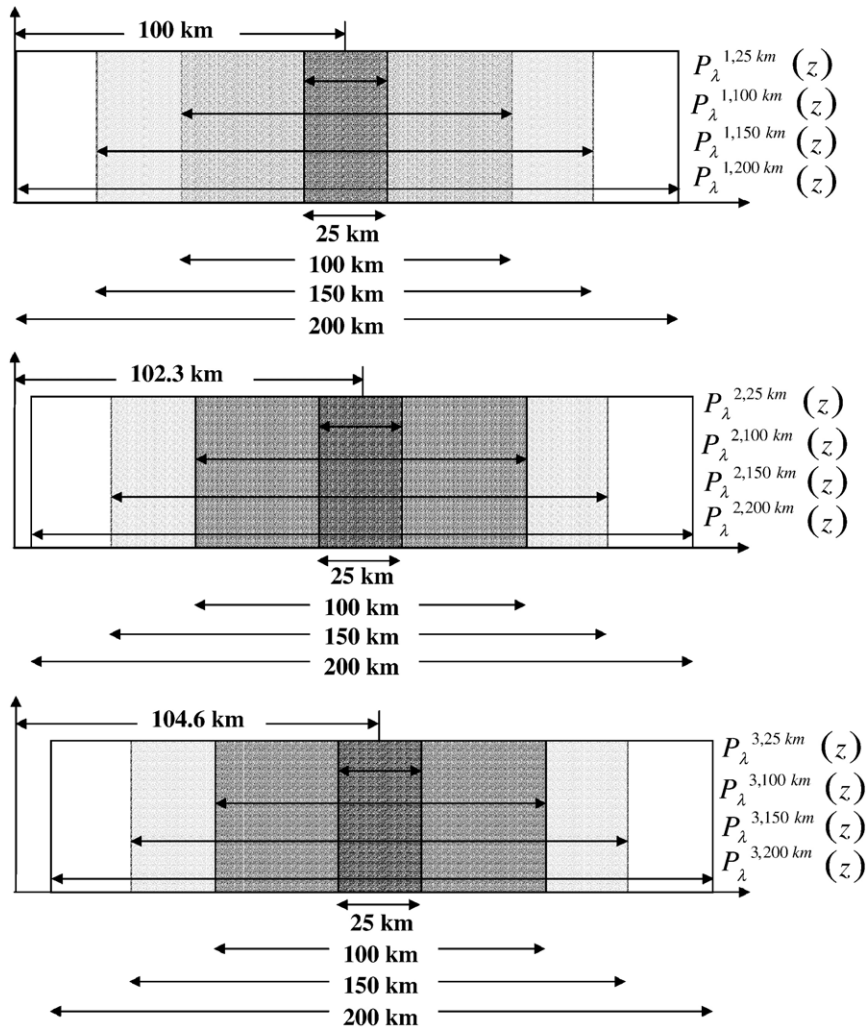 100 km
P_λ^{1,25 km} (z)
P_λ^{1,100 km} (z)
P_λ^{1,150 km} (z)
P_λ^{1,200 km} (z)
25 km
100 km
150 km
200 km
102.3 km
P_λ^{2,25 km} (z)
P_λ^{2,100 km} (z)
P_λ^{2,150 km} (z)
P_λ^{2,200 km} (z)
25 km
100 km
150 km
200 km
104.6 km
P_λ^{3,25 km} (z)
P_λ^{3,100 km} (z)
P_λ^{3,150 km} (z)
P_λ^{3,200 km} (z)
25 km
100 km
150 km
200 km